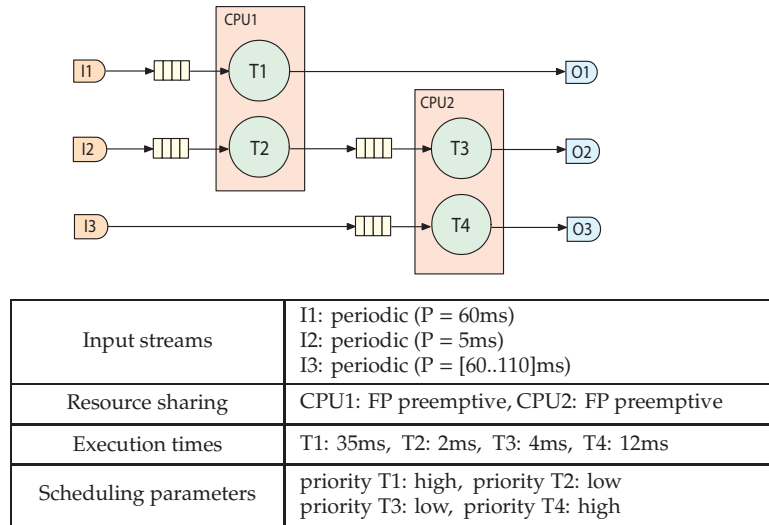 CPU1
I1
T1
O1
CPU2
I2
T2
T3
O2
I3
T4
O3
Input streams
I1: periodic (P = 60ms)
I2: periodic (P = 5ms)
I3: periodic (P = [60..110]ms)
Resource sharing
CPU1: FP preemptive, CPU2: FP preemptive
Execution times
T1: 35ms, T2: 2ms, T3: 4ms, T4: 12ms
Scheduling parameters
priority T1: high, priority T2: low
priority T3: low, priority T4: high